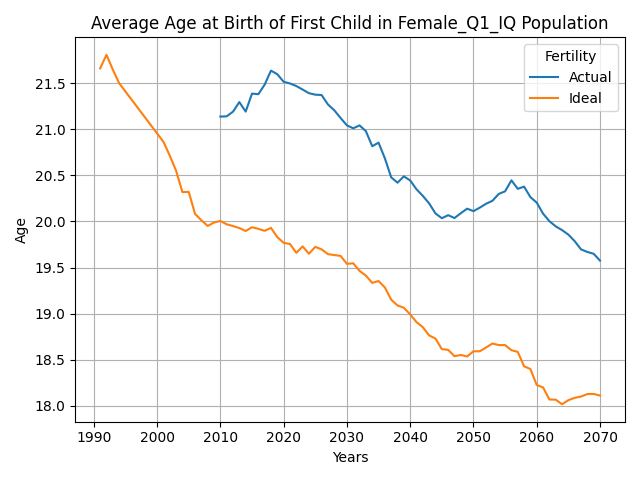 Average Age at Birth of First Child in Female_Q1_IQ Population
Fertility
Actual
Ideal
Age
21.5
21.0
20.5
20.0
19.5
19.0
18.5
18.0
1990 2000 2010 2020 2030 2040 2050 2060 2070
Years